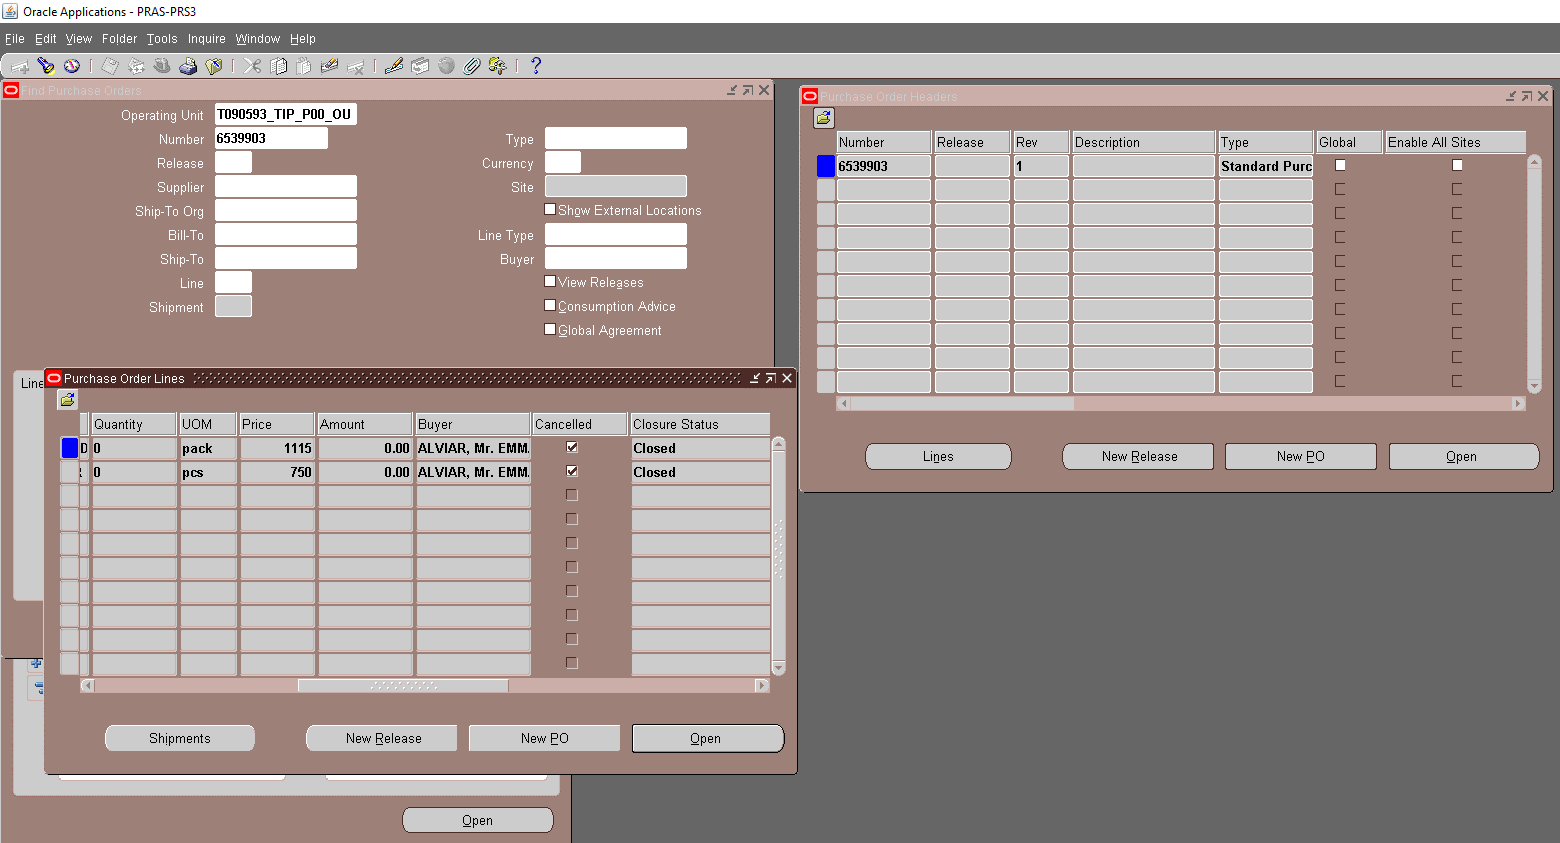 Oracle Applications - PRAS-PRS3
File Edit View Folder Tools Inquire Window Help
Find Purchase Orders
Operating Unit T090593_TIP_P00_OU
Number 6539903 Type
Release Currency
Supplier Site
Ship-To Org Show External Locations
Bill-To Line Type
Ship-To Buyer
Line View Releases
Shipment Consumption Advice
Global Agreement
Line
Purchase Order Headers
Number Release Rev Description Type Global Enable All Sites
6539903 1 Standard Purc
Lines New Release New PO Open
Purchase Order Lines
Quantity UOM Price Amount Buyer Cancelled Closure Status
0 pack 1115 0.00 ALVIAR, Mr. EMM. Closed
0 pcs 750 0.00 ALVIAR, Mr. EMM. Closed
Shipments New Release New PO Open
Open